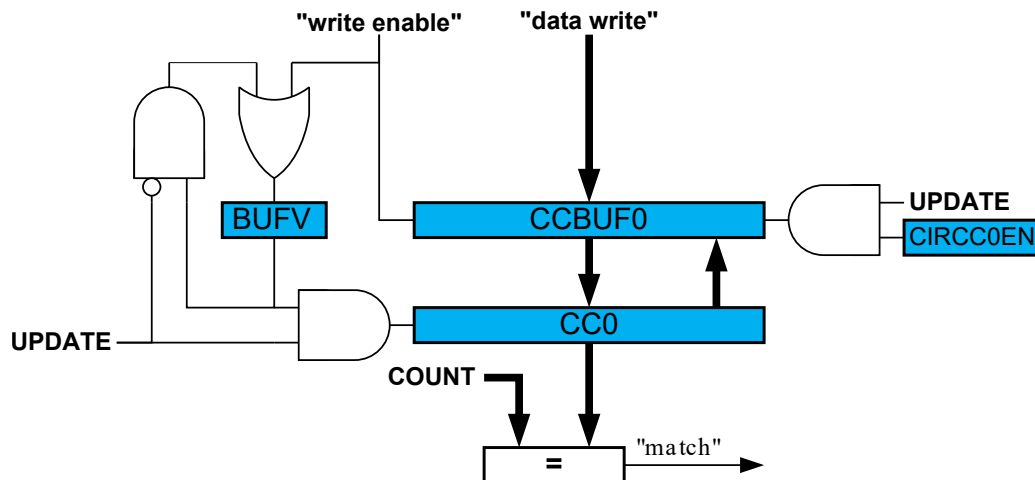 "write enable"
"data write"
BUFV
CCBUF0
UPDATE
CIRCC0EN
UPDATE
CC0
COUNT
=
"match"